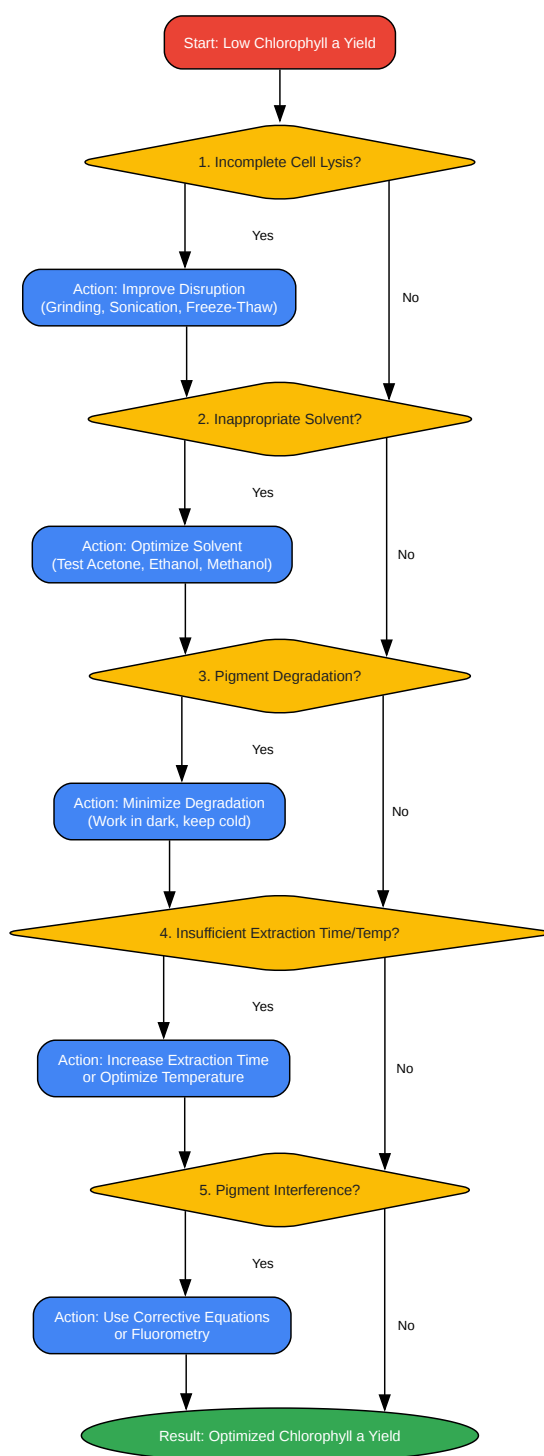 Start: Low Chlorophyll a Yield
1. Incomplete Cell Lysis?
Yes
Action: Improve Disruption
(Grinding, Sonication, Freeze-Thaw)
No
2. Inappropriate Solvent?
Yes
Action: Optimize Solvent
(Test Acetone, Ethanol, Methanol)
No
3. Pigment Degradation?
Yes
Action: Minimize Degradation
(Work in dark, keep cold)
No
4. Insufficient Extraction Time/Temp?
Yes
Action: Increase Extraction Time
or Optimize Temperature
No
5. Pigment Interference?
Yes
Action: Use Corrective Equations
or Fluorometry
No
Result: Optimized Chlorophyll a Yield